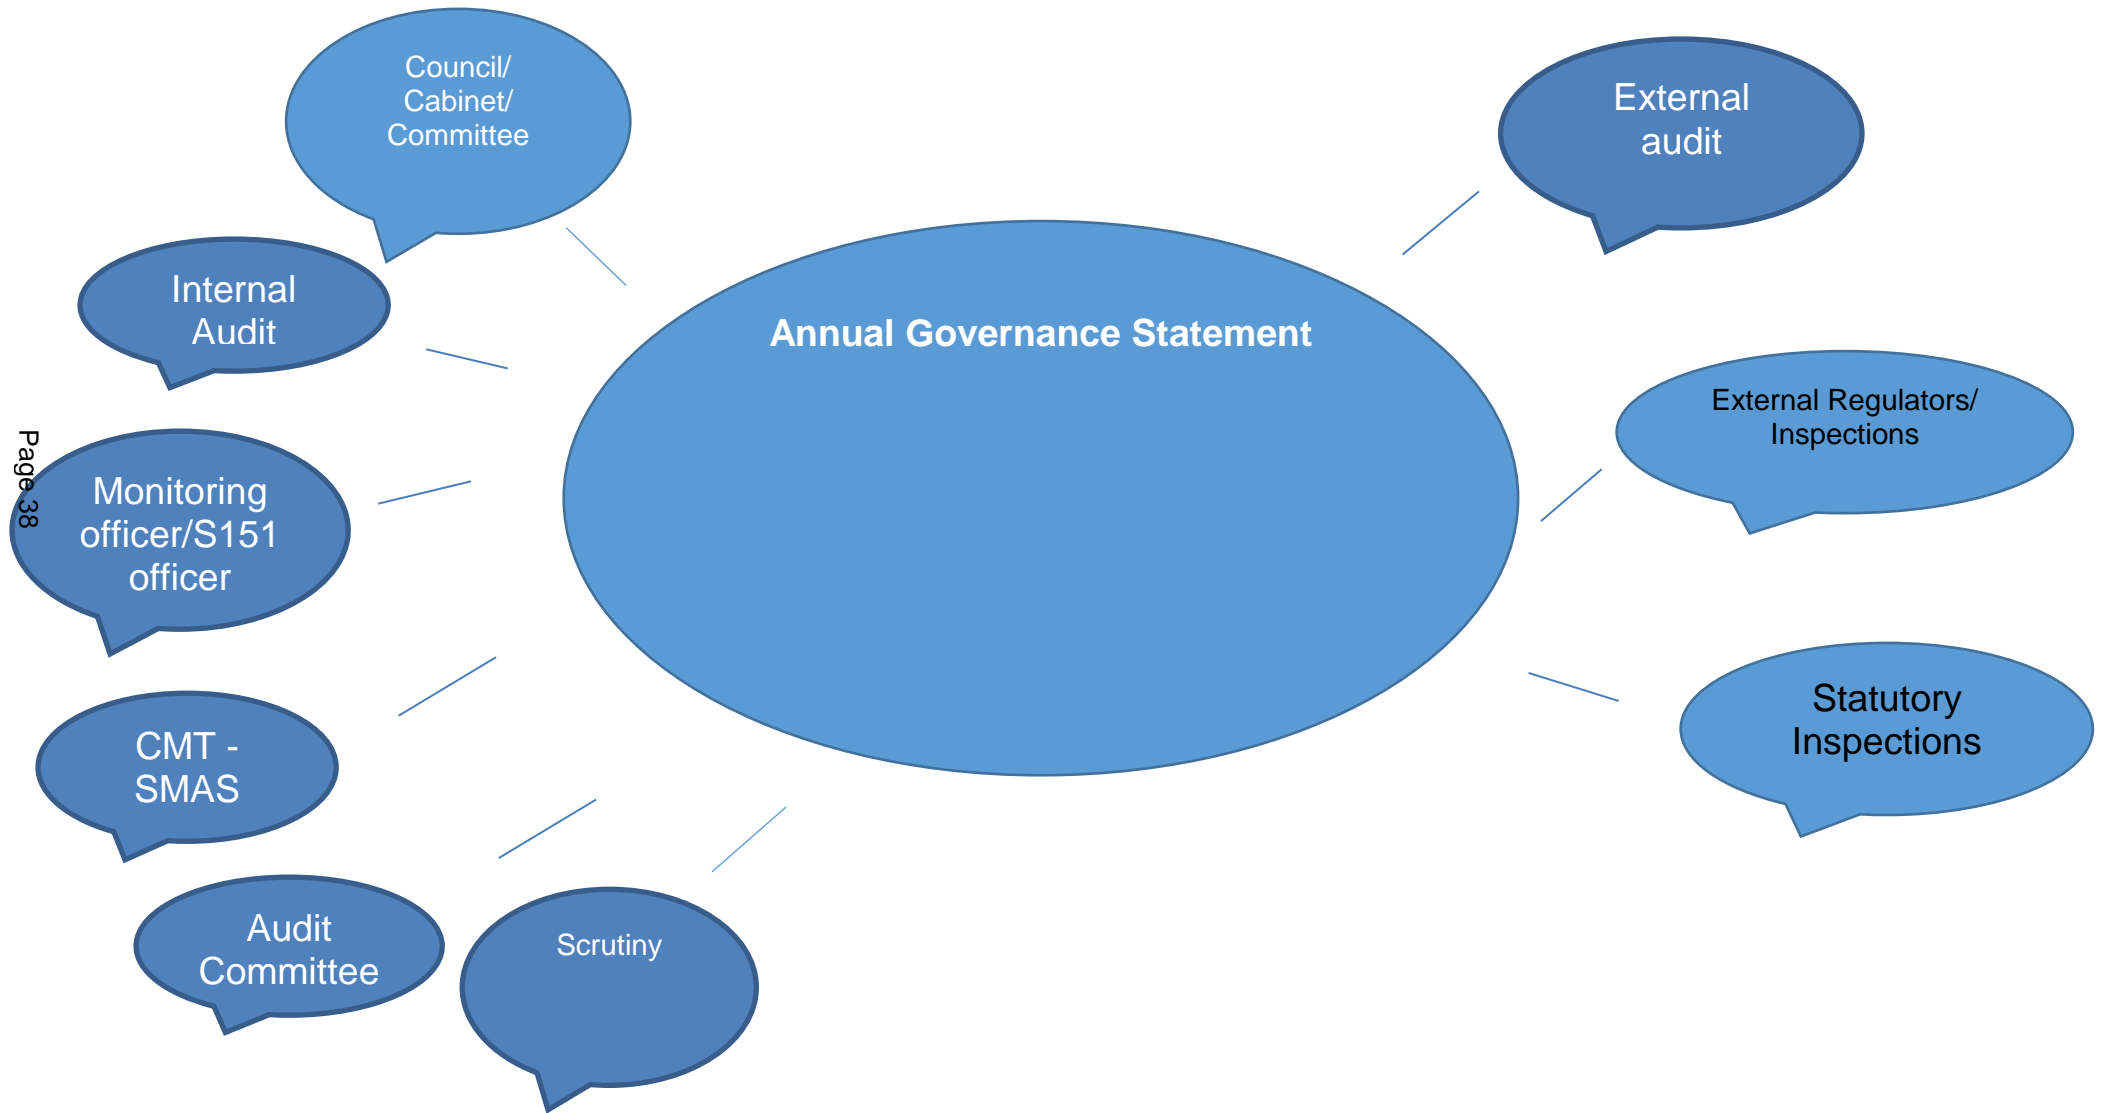 Council/
Cabinet/
Committee
External
audit
Internal
Audit
Annual Governance Statement
External Regulators/
Inspections
Page 38
Monitoring
officer/S151
officer
Statutory
Inspections
CMT -
SMAS
Audit
Committee
Scrutiny